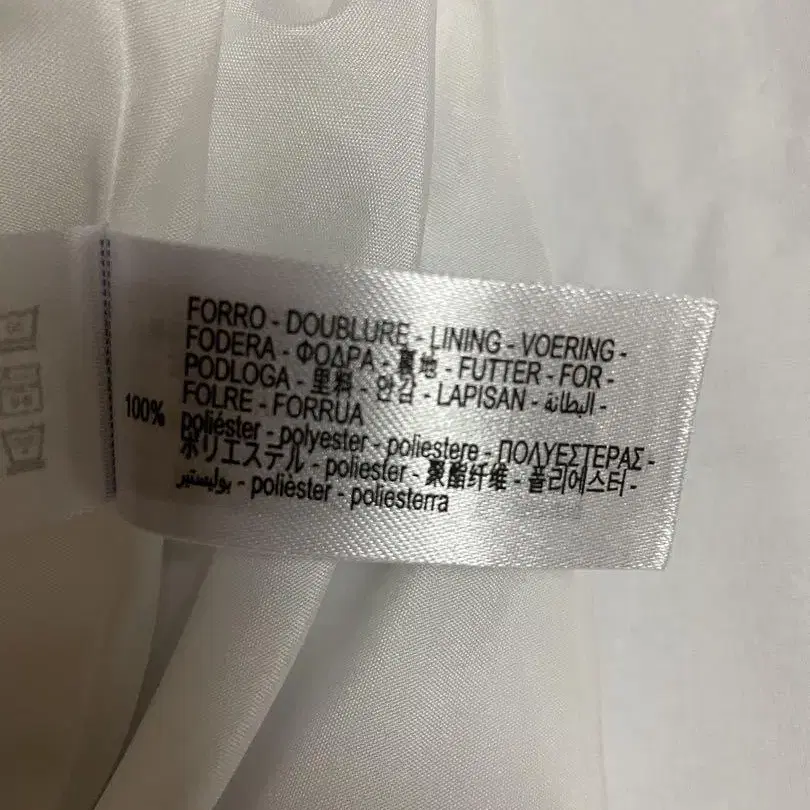 FORRO - DOUBLURE - LINING - VOERING -
FODERA - ΦΟΔΡΑ - 裏地 - FUTTER - FOR -
PODLOGA - 里料 - 안감 - LAPISAN - البطانة -
FOLRE - FORRUA
100% poliéster - polyester - poliestere - ΠΟΛΥΕΣΤΕΡΑΣ -
ポリエステル - poliester - 聚酯纤维 - 폴리에스터 -
بوليستير - polièster - poliesterra